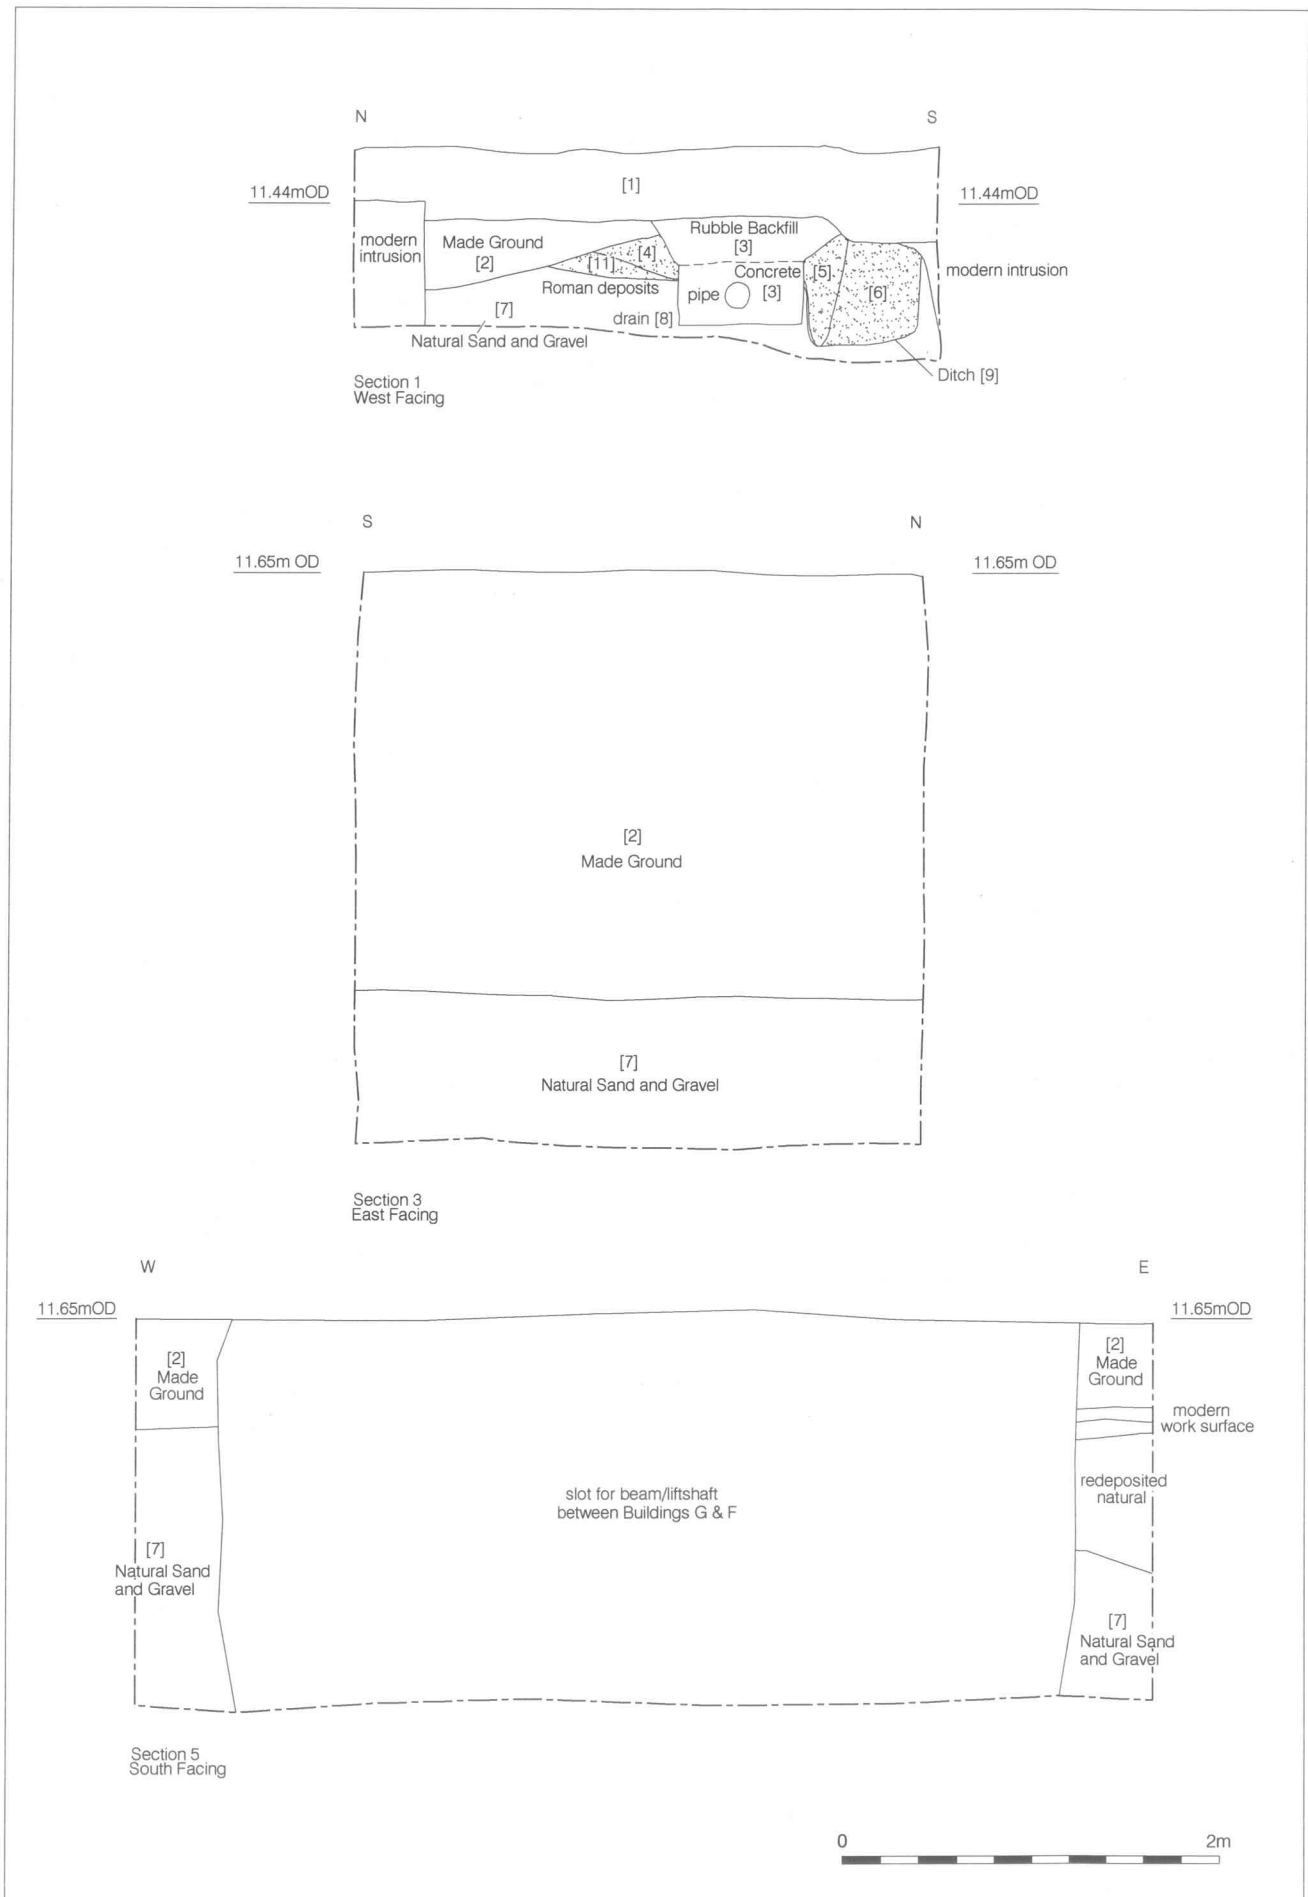 N
S
11.44mOD
11.44mOD
[1]
modern
intrusion
Made Ground
[2]
Rubble Backfill
[3]
[4]
[11]
Concrete
[3]
[5]
[6]
modern intrusion
Roman deposits
pipe
[7]
drain [8]
Natural Sand and Gravel
Ditch [9]
Section 1
West Facing
S
N
11.65m OD
11.65m OD
[2]
Made Ground
[7]
Natural Sand and Gravel
Section 3
East Facing
W
E
11.65mOD
11.65mOD
[2]
Made
Ground
[2]
Made
Ground
modern
work surface
slot for beam/liftshaft
between Buildings G & F
redeposited
natural
[7]
Natural Sand
and Gravel
[7]
Natural Sand
and Gravel
Section 5
South Facing
0
2m